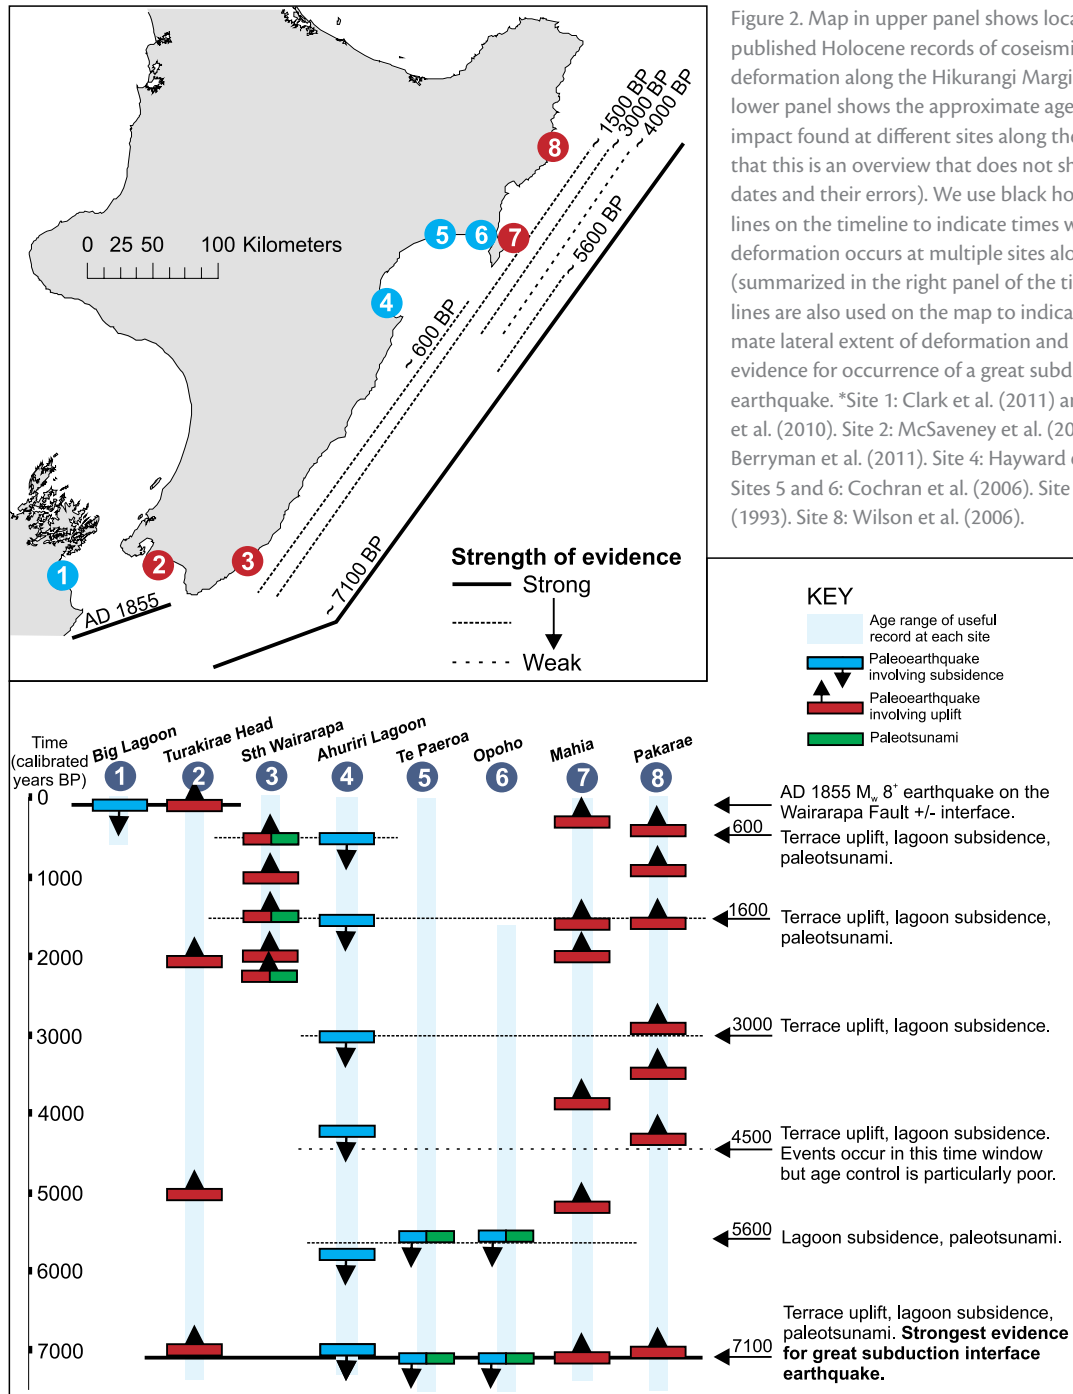 Figure 2. Map in upper panel shows loca
published Holocene records of coseismi
deformation along the Hikurangi Margi
lower panel shows the approximate age
impact found at different sites along the
that this is an overview that does not sh
dates and their errors). We use black ho
lines on the timeline to indicate times w
deformation occurs at multiple sites alo
(summarized in the right panel of the ti
lines are also used on the map to indica
mate lateral extent of deformation and
evidence for occurrence of a great subd
earthquake. *Site 1: Clark et al. (2011) a
et al. (2010). Site 2: McSaveney et al. (20
Berryman et al. (2011). Site 4: Hayward e
Sites 5 and 6: Cochran et al. (2006). Site
(1993). Site 8: Wilson et al. (2006).
~ 1500 BP
~ 3000 BP
~ 4000 BP
8
5 6 7
~ 5600 BP
0 25 50 100 Kilometers
4
~ 600 BP
1 2 3
AD 1855
~ 7100 BP
Strength of evidence
Strong
Weak
KEY
Age range of useful
record at each site
Paleoearthquake
involving subsidence
Paleoearthquake
involving uplift
Paleotsunami
Time
(calibrated
years BP)
Big Lagoon
Turakirae Head
Sth Wairarapa
Ahuriri Lagoon
Te Paeroa
Opoho
Mahia
Pakarae
1 2 3 4 5 6 7 8
0
1000
2000
3000
4000
5000
6000
7000
AD 1855 Mw 8+ earthquake on the
Wairarapa Fault +/- interface.
600 Terrace uplift, lagoon subsidence,
paleotsunami.
1600 Terrace uplift, lagoon subsidence,
paleotsunami.
3000 Terrace uplift, lagoon subsidence.
4500 Terrace uplift, lagoon subsidence.
Events occur in this time window
but age control is particularly poor.
5600 Lagoon subsidence, paleotsunami.
7100 Terrace uplift, lagoon subsidence,
paleotsunami. Strongest evidence
for great subduction interface
earthquake.